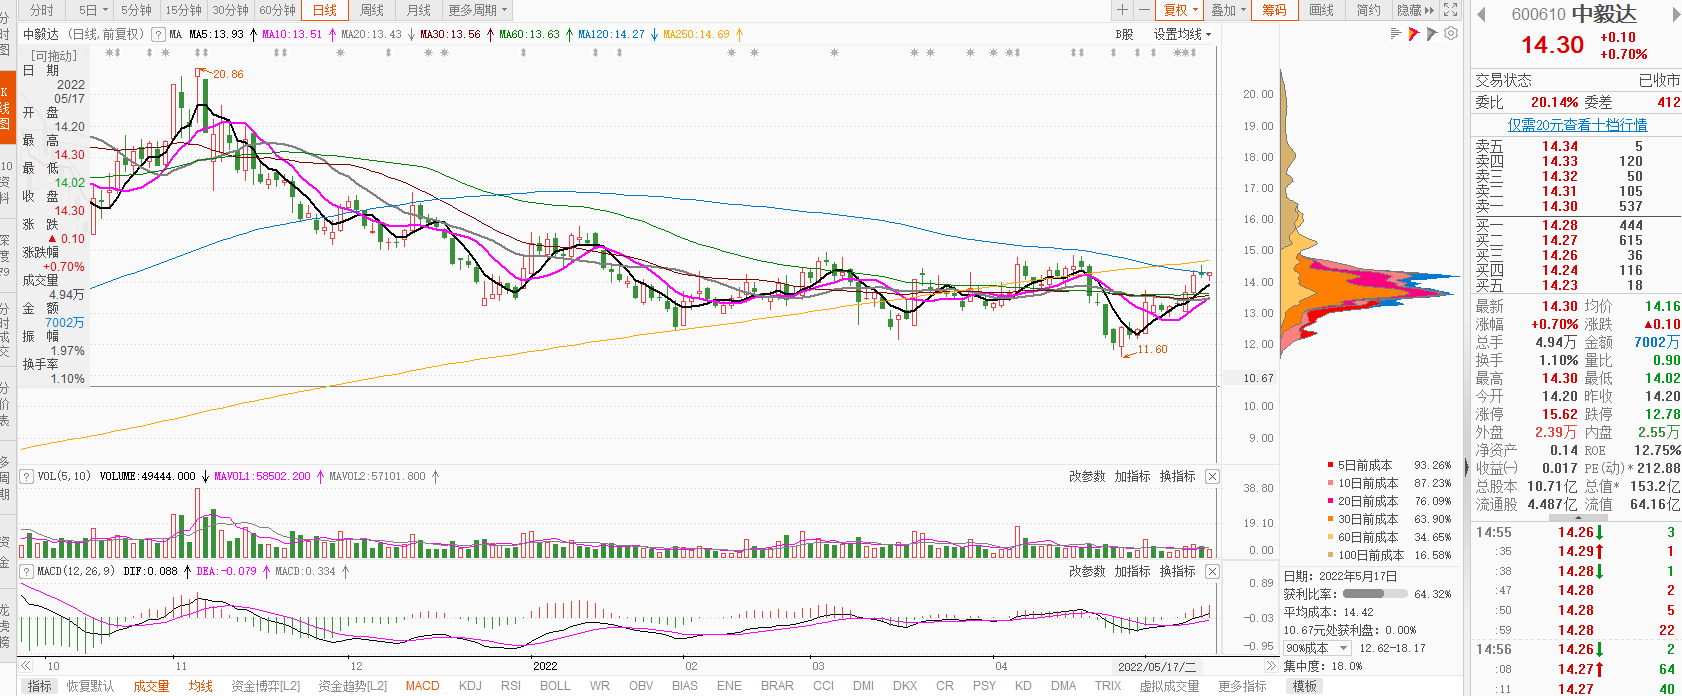 分时 5日 5分钟 15分钟 30分钟 60分钟 日线 周线 月线 更多周期 复权 叠加 筹码 画线 简约 隐藏
中毅达 (日线,前复权) ? MA MA5:13.93 MA10:13.51 MA20:13.43 MA30:13.56 MA60:13.63 MA120:14.27 MA250:14.69 B股 设置均线
[可拖动]
日 期
2022
05/17
开 盘
14.20
最 高
14.30
最 低
14.02
收 盘
14.30
涨 跌
▲ 0.10
涨跌幅
+0.70%
成交量
4.94万
金 额
7002万
振 幅
1.97%
换手率
1.10%
20.86
11.60
20.00
19.00
18.00
17.00
16.00
15.00
14.00
13.00
12.00
10.67
10.00
9.00
? VOL(5,10) VOLUME:49444.000 MAVOL1:58502.200 MAVOL2:57101.800 改参数 加指标 换指标
38.80
19.10
0.00
? MACD(12,26,9) DIF:0.088 DEA:-0.079 MACD:0.334 改参数 加指标 换指标
0.89
-0.03
-0.95
10 11 12 2022 02 03 04 2022/05/17/二
指标 恢复默认 成交量 均线 资金博弈[L2] 资金趋势[L2] MACD KDJ RSI BOLL WR OBV BIAS ENE BRAR CCI DMI DKX CR PSY KD DMA TRIX 虚拟成交量 更多指标 模板
5日前成本 93.26%
10日前成本 87.23%
20日前成本 76.09%
30日前成本 63.90%
60日前成本 34.65%
100日前成本 16.58%
日期: 2022年5月17日
获利比率: 64.32%
平均成本: 14.42
10.67元处获利盘: 0.00%
90%成本 12.62-18.17
集中度: 18.0%
600610 中毅达
14.30 +0.10
+0.70%
交易状态 已收市
委比 20.14% 委差 412
仅需20元查看十档行情
卖五 14.34 5
卖四 14.33 120
卖三 14.32 50
卖二 14.31 105
卖一 14.30 537
买一 14.28 444
买二 14.27 615
买三 14.26 36
买四 14.24 116
买五 14.23 18
最新 14.30 均价 14.16
涨幅 +0.70% 涨跌 ▲0.10
总手 4.94万 金额 7002万
换手 1.10% 量比 0.90
最高 14.30 最低 14.02
今开 14.20 昨收 14.20
涨停 15.62 跌停 12.78
外盘 2.39万 内盘 2.55万
净资产 0.14 ROE 12.75%
收益㈠ 0.017 PE(动)* 212.88
总股本 10.71亿 总值* 153.2亿
流通股 4.487亿 流值 64.16亿
14:55 14.26 3
:35 14.29 1
:38 14.28 1
:47 14.28 2
:50 14.28 5
:59 14.28 22
14:56 14.26 2
:08 14.27 64
:11 14.27 40